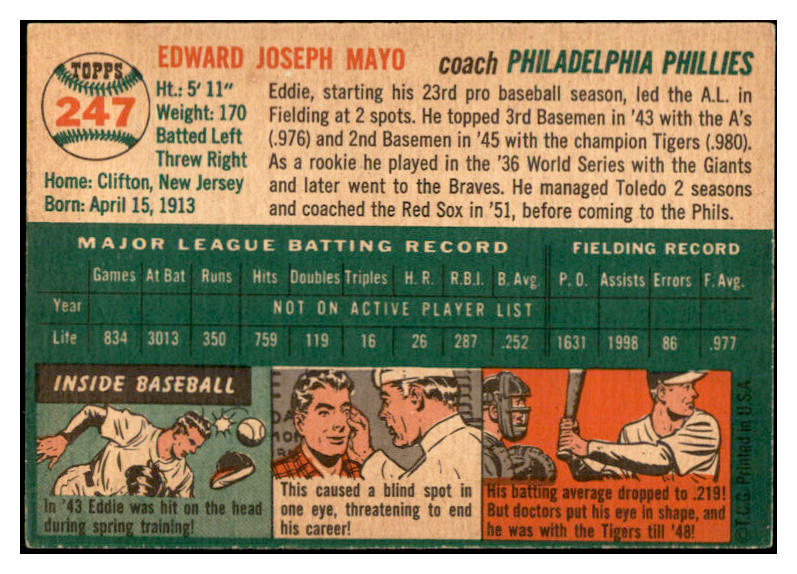 TOPPS
247
EDWARD JOSEPH MAYO
coach PHILADELPHIA PHILLIES
Ht.: 5' 11"
Weight: 170
Batted Left
Threw Right
Home: Clifton, New Jersey
Born: April 15, 1913
Eddie, starting his 23rd pro baseball season, led the A.L. in
Fielding at 2 spots. He topped 3rd Basemen in '43 with the A's
(.976) and 2nd Basemen in '45 with the champion Tigers (.980).
As a rookie he played in the '36 World Series with the Giants
and later went to the Braves. He managed Toledo 2 seasons
and coached the Red Sox in '51, before coming to the Phils.
MAJOR LEAGUE BATTING RECORD FIELDING RECORD
Games At Bat Runs Hits Doubles Triples H. R. R.B.I. B. Avg. P. O. Assists Errors F. Avg.
Year NOT ON ACTIVE PLAYER LIST
Life 834 3013 350 759 119 16 26 287 .252 1631 1998 86 .977
INSIDE BASEBALL
In '43 Eddie was hit on the head
during spring training!
This caused a blind spot in
one eye, threatening to end
his career!
His batting average dropped to .219!
But doctors put his eye in shape, and
he was with the Tigers till '48!
©T.C.G. Printed in U.S.A.